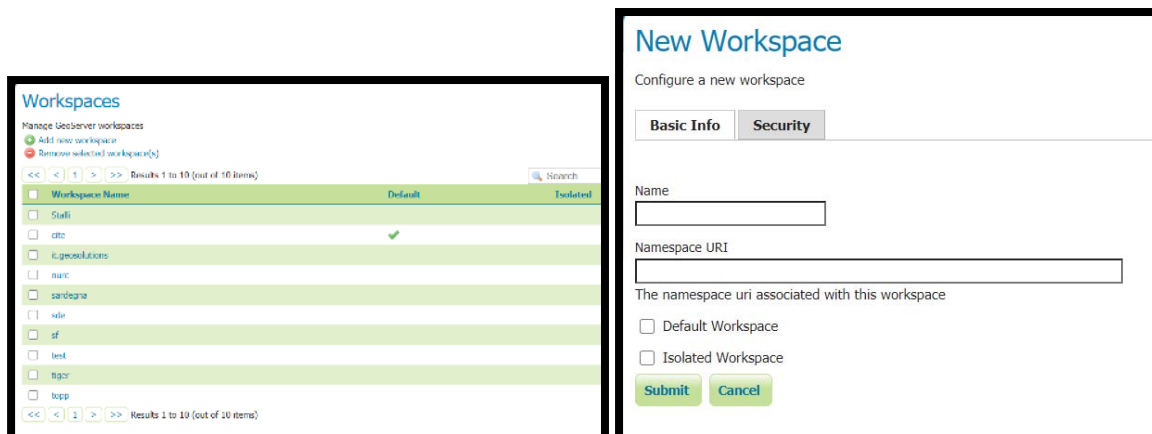 Workspaces
Manage GeoServer workspaces
Add new workspace
Remove selected workspace(s)
<< < 1 > >> Results 1 to 10 (out of 10 items)
Search
Workspace Name Default Isolated
cite
it.geosolutions
nurc
sardegna
sde
sf
test
tiger
topp
<< < 1 > >> Results 1 to 10 (out of 10 items)
New Workspace
Configure a new workspace
Basic Info Security
Name
Namespace URI
The namespace uri associated with this workspace
Default Workspace
Isolated Workspace
Submit Cancel